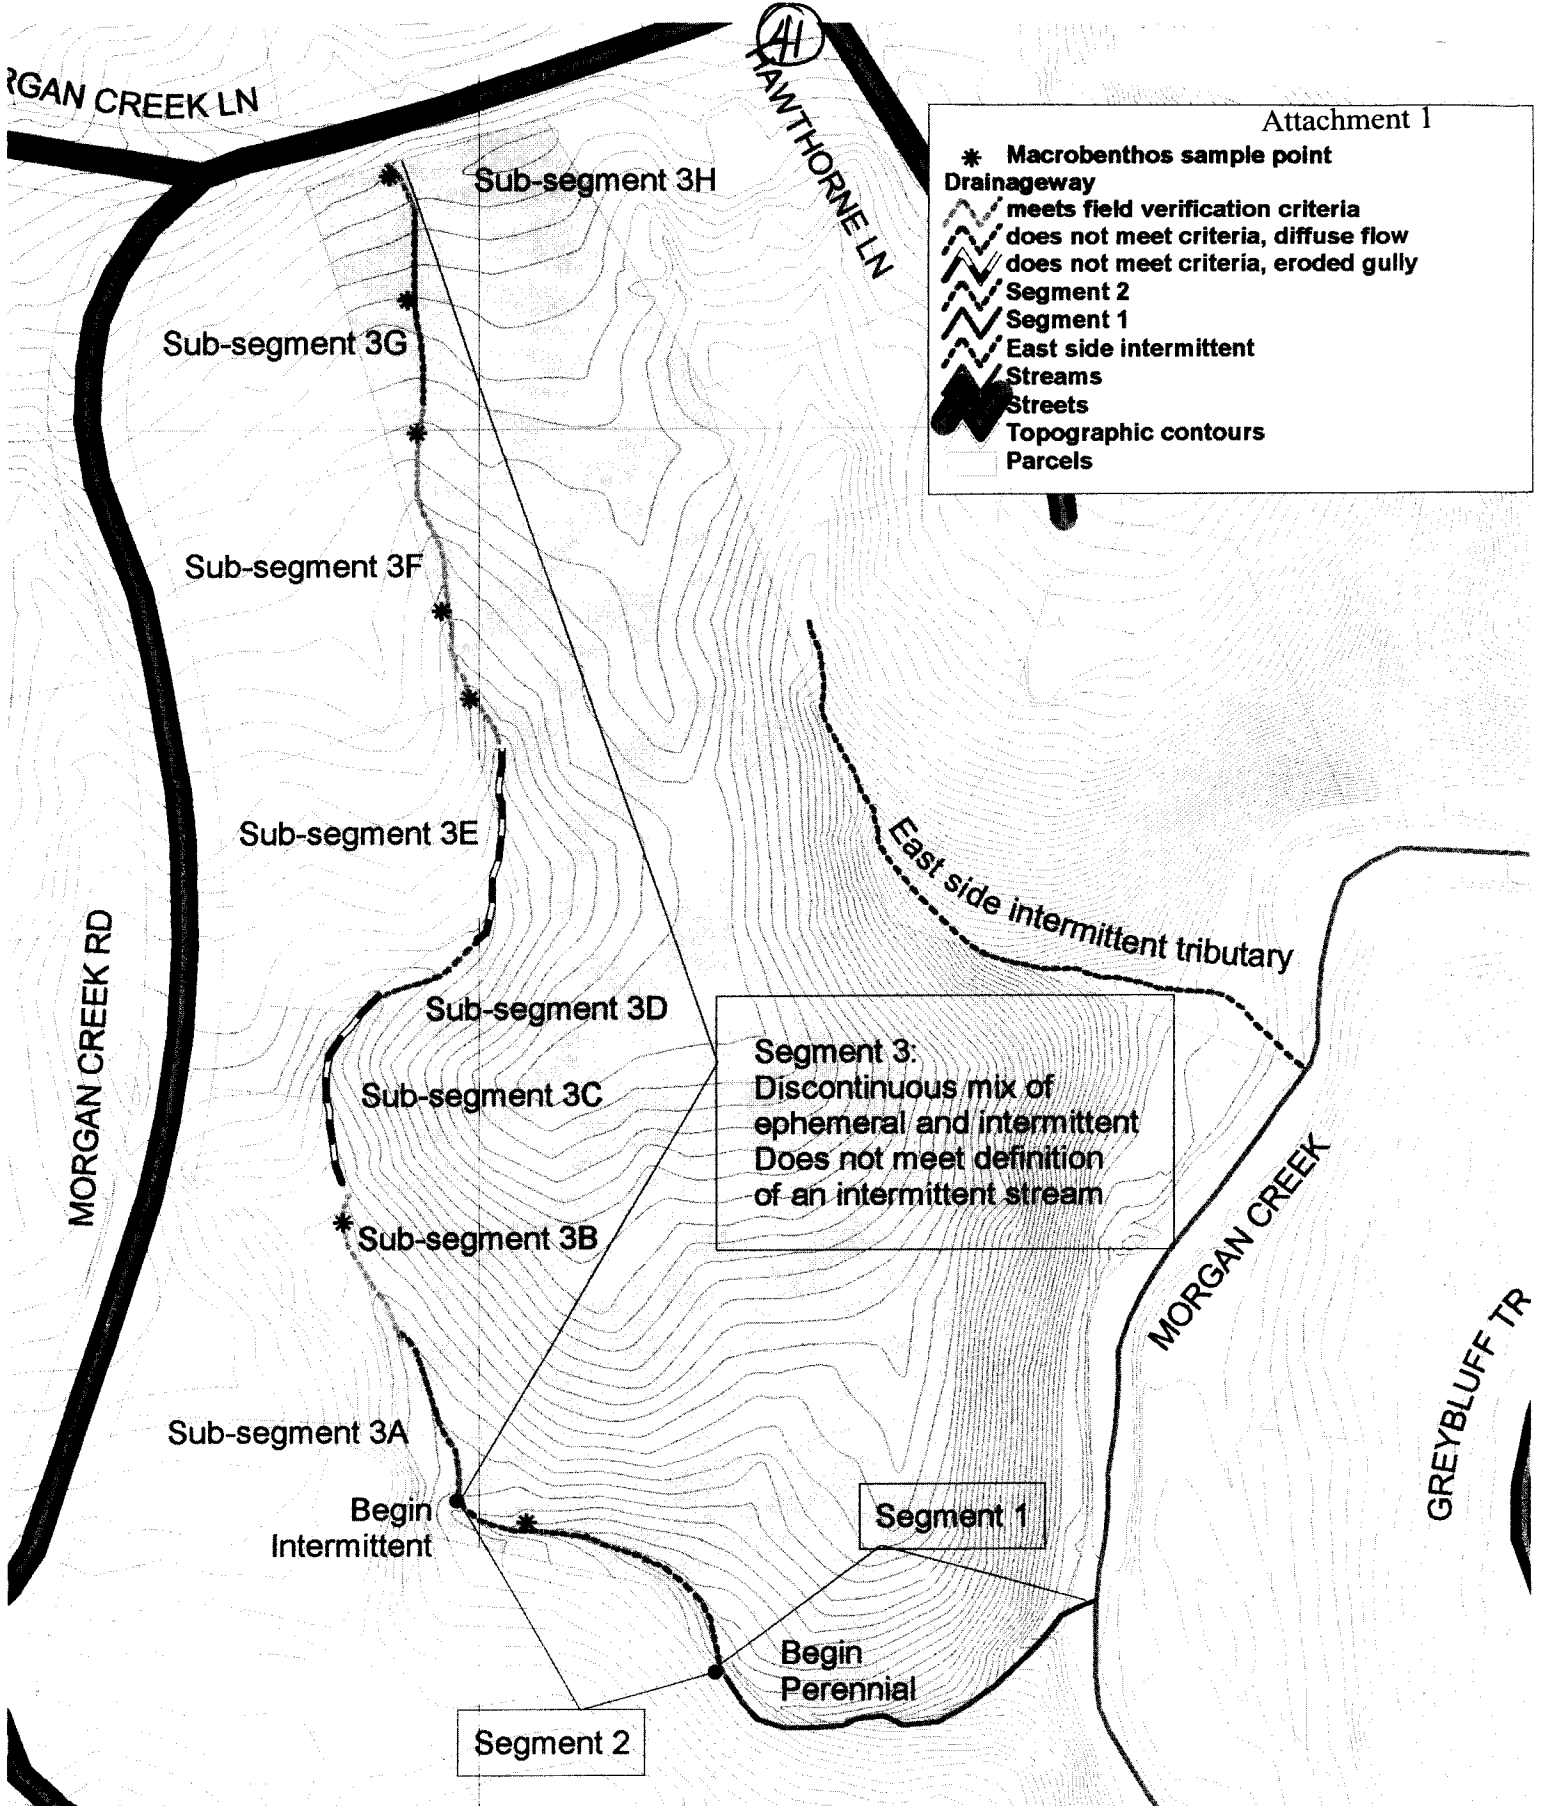 41
RGAN CREEK LN
HAWTHORNE LN
Attachment 1
Macrobenthos sample point
Drainageway
meets field verification criteria
does not meet criteria, diffuse flow
does not meet criteria, eroded gully
Segment 2
Segment 1
East side intermittent
Streams
Streets
Topographic contours
Parcels
Sub-segment 3H
Sub-segment 3G
Sub-segment 3F
Sub-segment 3E
East side intermittent tributary
MORGAN CREEK RD
Sub-segment 3D
Segment 3:
Discontinuous mix of
ephemeral and intermittent
Does not meet definition
of an intermittent stream
Sub-segment 3C
Sub-segment 3B
MORGAN CREEK
GREYBLUFF TR
Sub-segment 3A
Begin
Intermittent
Segment 1
Begin
Perennial
Segment 2